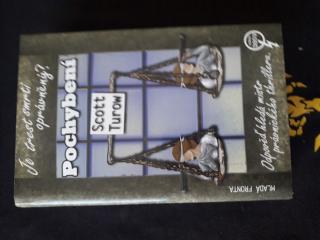 Je trest smrti
oprávněný?
Pochybení
Scott
Turow
Odpověď hledá mistr
právnického thrilleru.
MLADÁ FRONTA